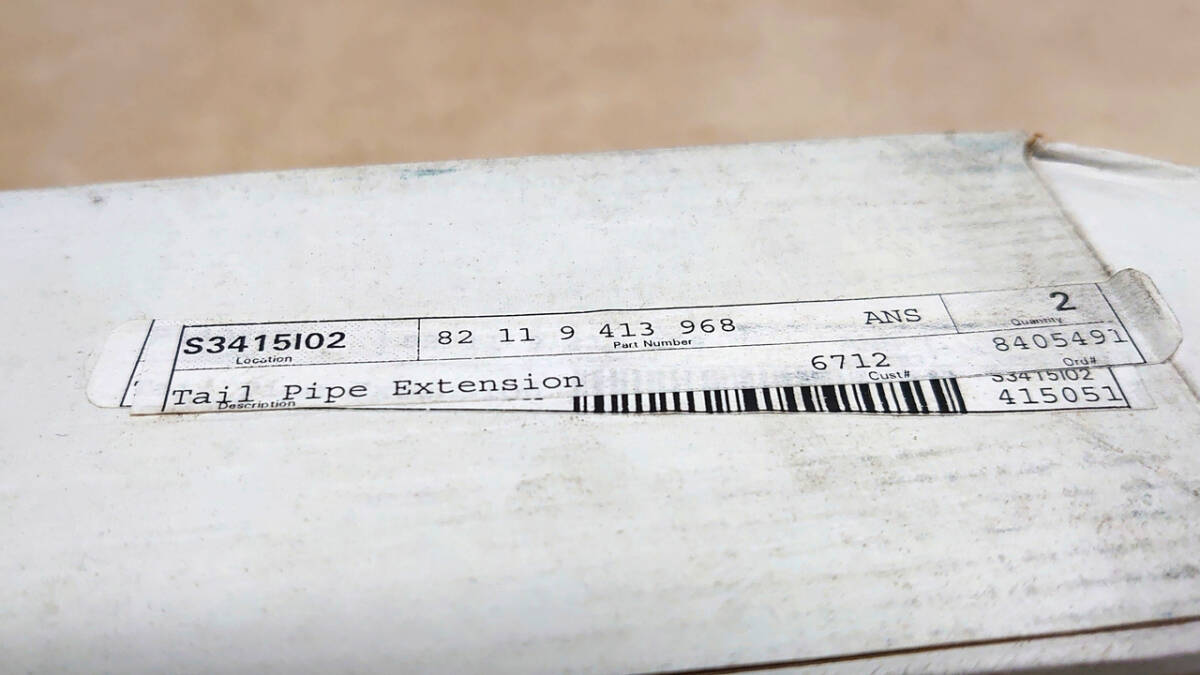 S3415I02 82 11 9 413 968 ANS 2
Location Part Number Quantity
Tail Pipe Extension 6712 8405491
Description Cust# Ord#
S3415I02
415051